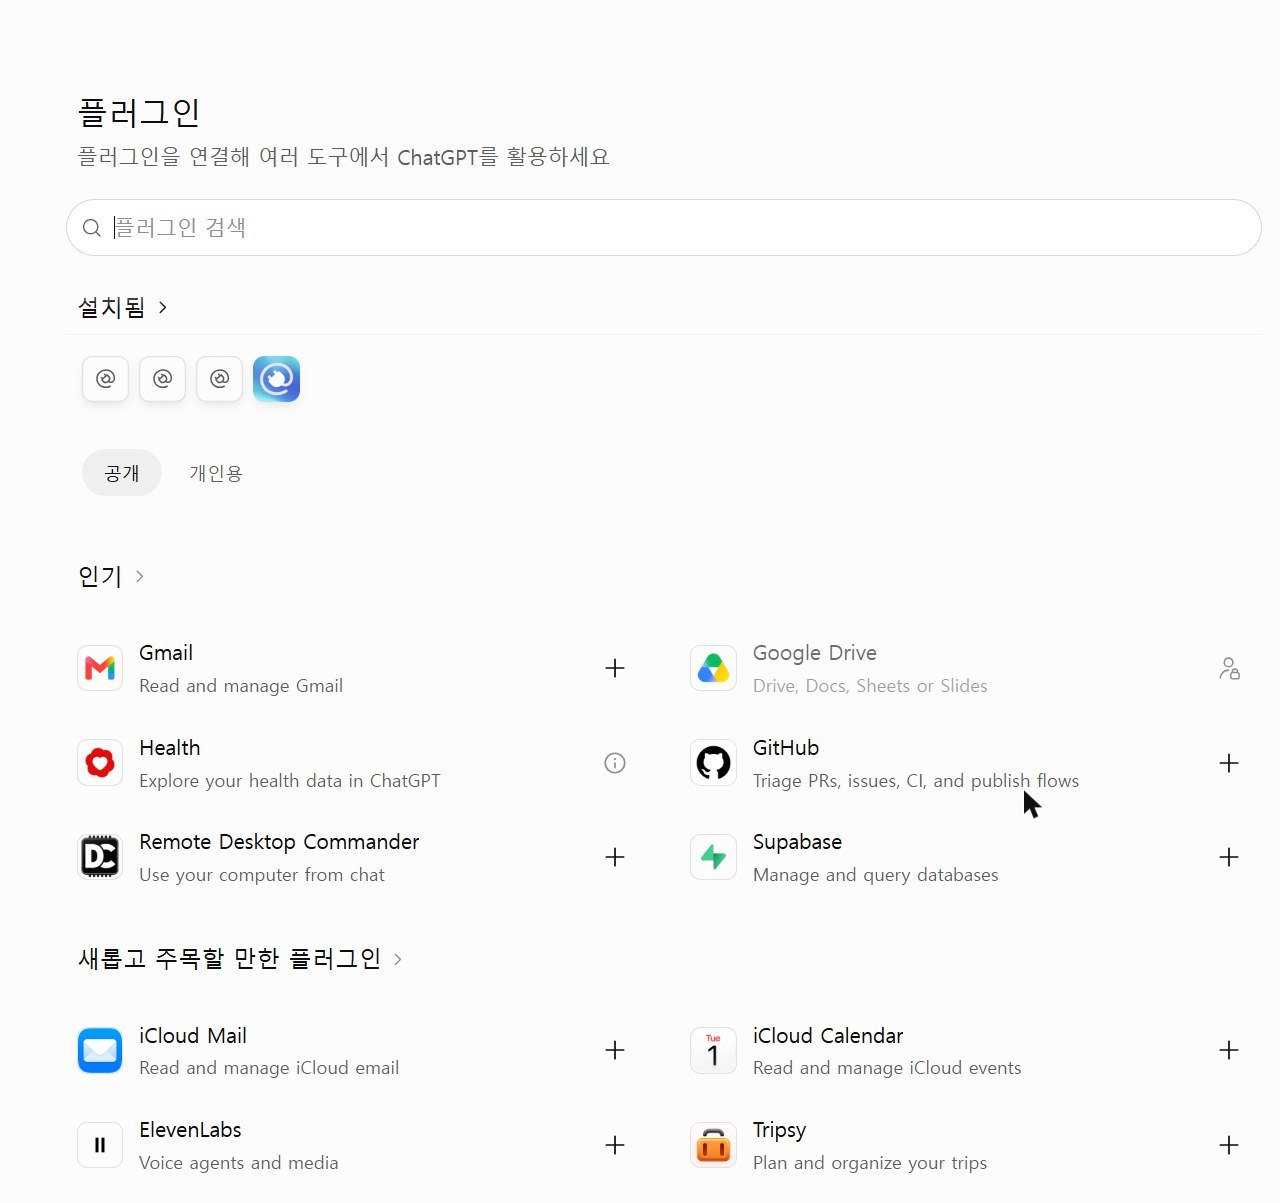 플러그인
플러그인을 연결해 여러 도구에서 ChatGPT를 활용하세요
플러그인 검색
설치됨
공개 개인용
인기
Gmail
Read and manage Gmail
Google Drive
Drive, Docs, Sheets or Slides
Health
Explore your health data in ChatGPT
GitHub
Triage PRs, issues, CI, and publish flows
DC
Remote Desktop Commander
Use your computer from chat
Supabase
Manage and query databases
새롭고 주목할 만한 플러그인
iCloud Mail
Read and manage iCloud email
Tue
1
iCloud Calendar
Read and manage iCloud events
ElevenLabs
Voice agents and media
Tripsy
Plan and organize your trips